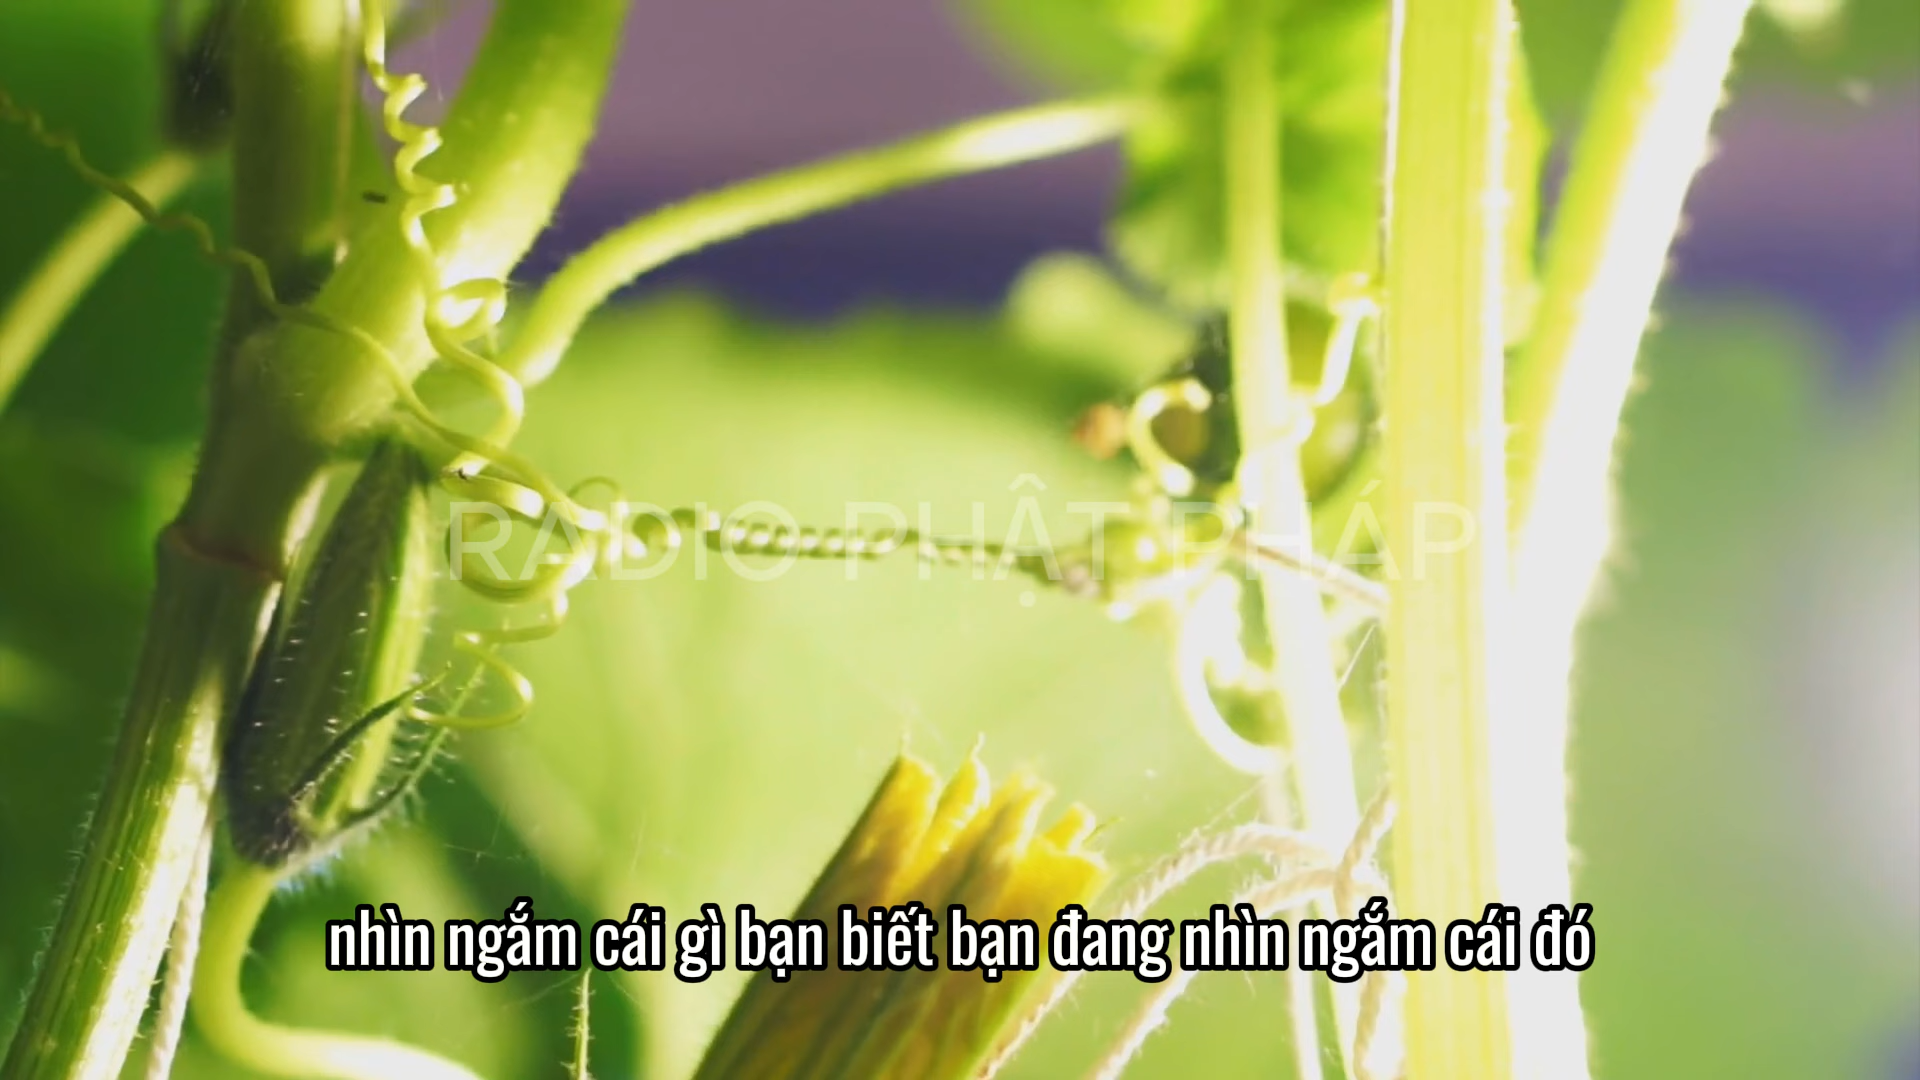 RADIO PHẬT PHÁP
nhìn ngắm cái gì bạn biết bạn đang nhìn ngắm cái đó